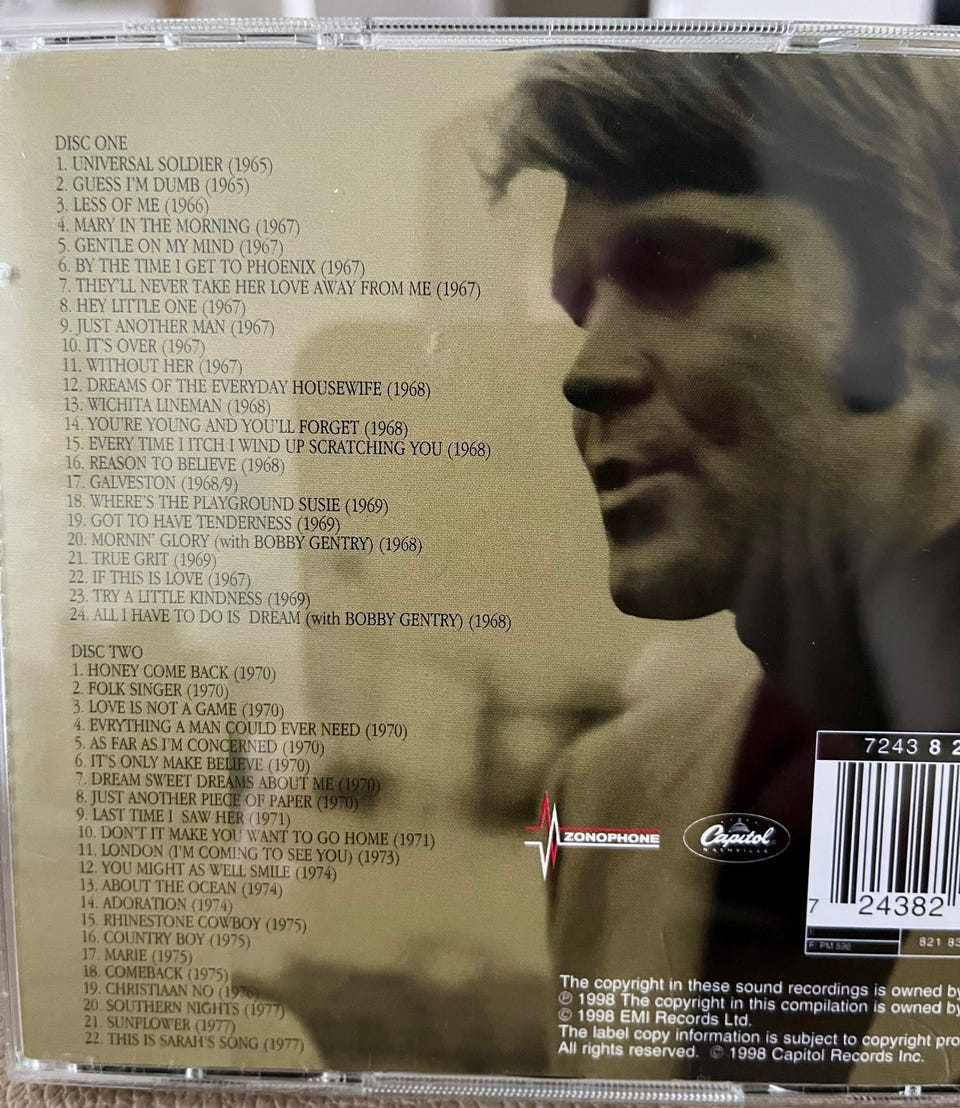 DISC ONE
1. UNIVERSAL SOLDIER (1965)
2. GUESS I'M DUMB (1965)
3. LESS OF ME (1966)
4. MARY IN THE MORNING (1967)
5. GENTLE ON MY MIND (1967)
6. BY THE TIME I GET TO PHOENIX (1967)
7. THEY'LL NEVER TAKE HER LOVE AWAY FROM ME (1967)
8. HEY LITTLE ONE (1967)
9. JUST ANOTHER MAN (1967)
10. IT'S OVER (1967)
11. WITHOUT HER (1967)
12. DREAMS OF THE EVERYDAY HOUSEWIFE (1968)
13. WICHITA LINEMAN (1968)
14. YOU'RE YOUNG AND YOU'LL FORGET (1968)
15. EVERY TIME I ITCH I WIND UP SCRATCHING YOU (1968)
16. REASON TO BELIEVE (1968)
17. GALVESTON (1968/9)
18. WHERE'S THE PLAYGROUND SUSIE (1969)
19. GOT TO HAVE TENDERNESS (1969)
20. MORNIN' GLORY (with BOBBY GENTRY) (1968)
21. TRUE GRIT (1969)
22. IF THIS IS LOVE (1967)
23. TRY A LITTLE KINDNESS (1969)
24. ALL I HAVE TO DO IS DREAM (with BOBBY GENTRY) (1968)
DISC TWO
1. HONEY COME BACK (1970)
2. FOLK SINGER (1970)
3. LOVE IS NOT A GAME (1970)
4. EVRYTHING A MAN COULD EVER NEED (1970)
5. AS FAR AS I'M CONCERNED (1970)
6. IT'S ONLY MAKE BELIEVE (1970)
7. DREAM SWEET DREAMS ABOUT ME (1970)
8. JUST ANOTHER PIECE OF PAPER (1970)
9. LAST TIME I SAW HER (1971)
10. DON'T IT MAKE YOU WANT TO GO HOME (1971)
11. LONDON (I'M COMING TO SEE YOU) (1973)
12. YOU MIGHT AS WELL SMILE (1974)
13. ABOUT THE OCEAN (1974)
14. ADORATION (1974)
15. RHINESTONE COWBOY (1975)
16. COUNTRY BOY (1975)
17. MARIE (1975)
18. COMEBACK (1975)
19. CHRISTIAAN NO (1976)
20. SOUTHERN NIGHTS (1977)
21. SUNFLOWER (1977)
22. THIS IS SARAH'S SONG (1977)
ZONOPHONE
Capitol
NASHVILLE
7243 8 2
7 24382
F: PM
821 83
The copyright in these sound recordings is owned by
℗ 1998 The copyright in this compilation is owned by
© 1998 EMI Records Ltd.
The label copy information is subject to copyright pro
All rights reserved. © 1998 Capitol Records Inc.